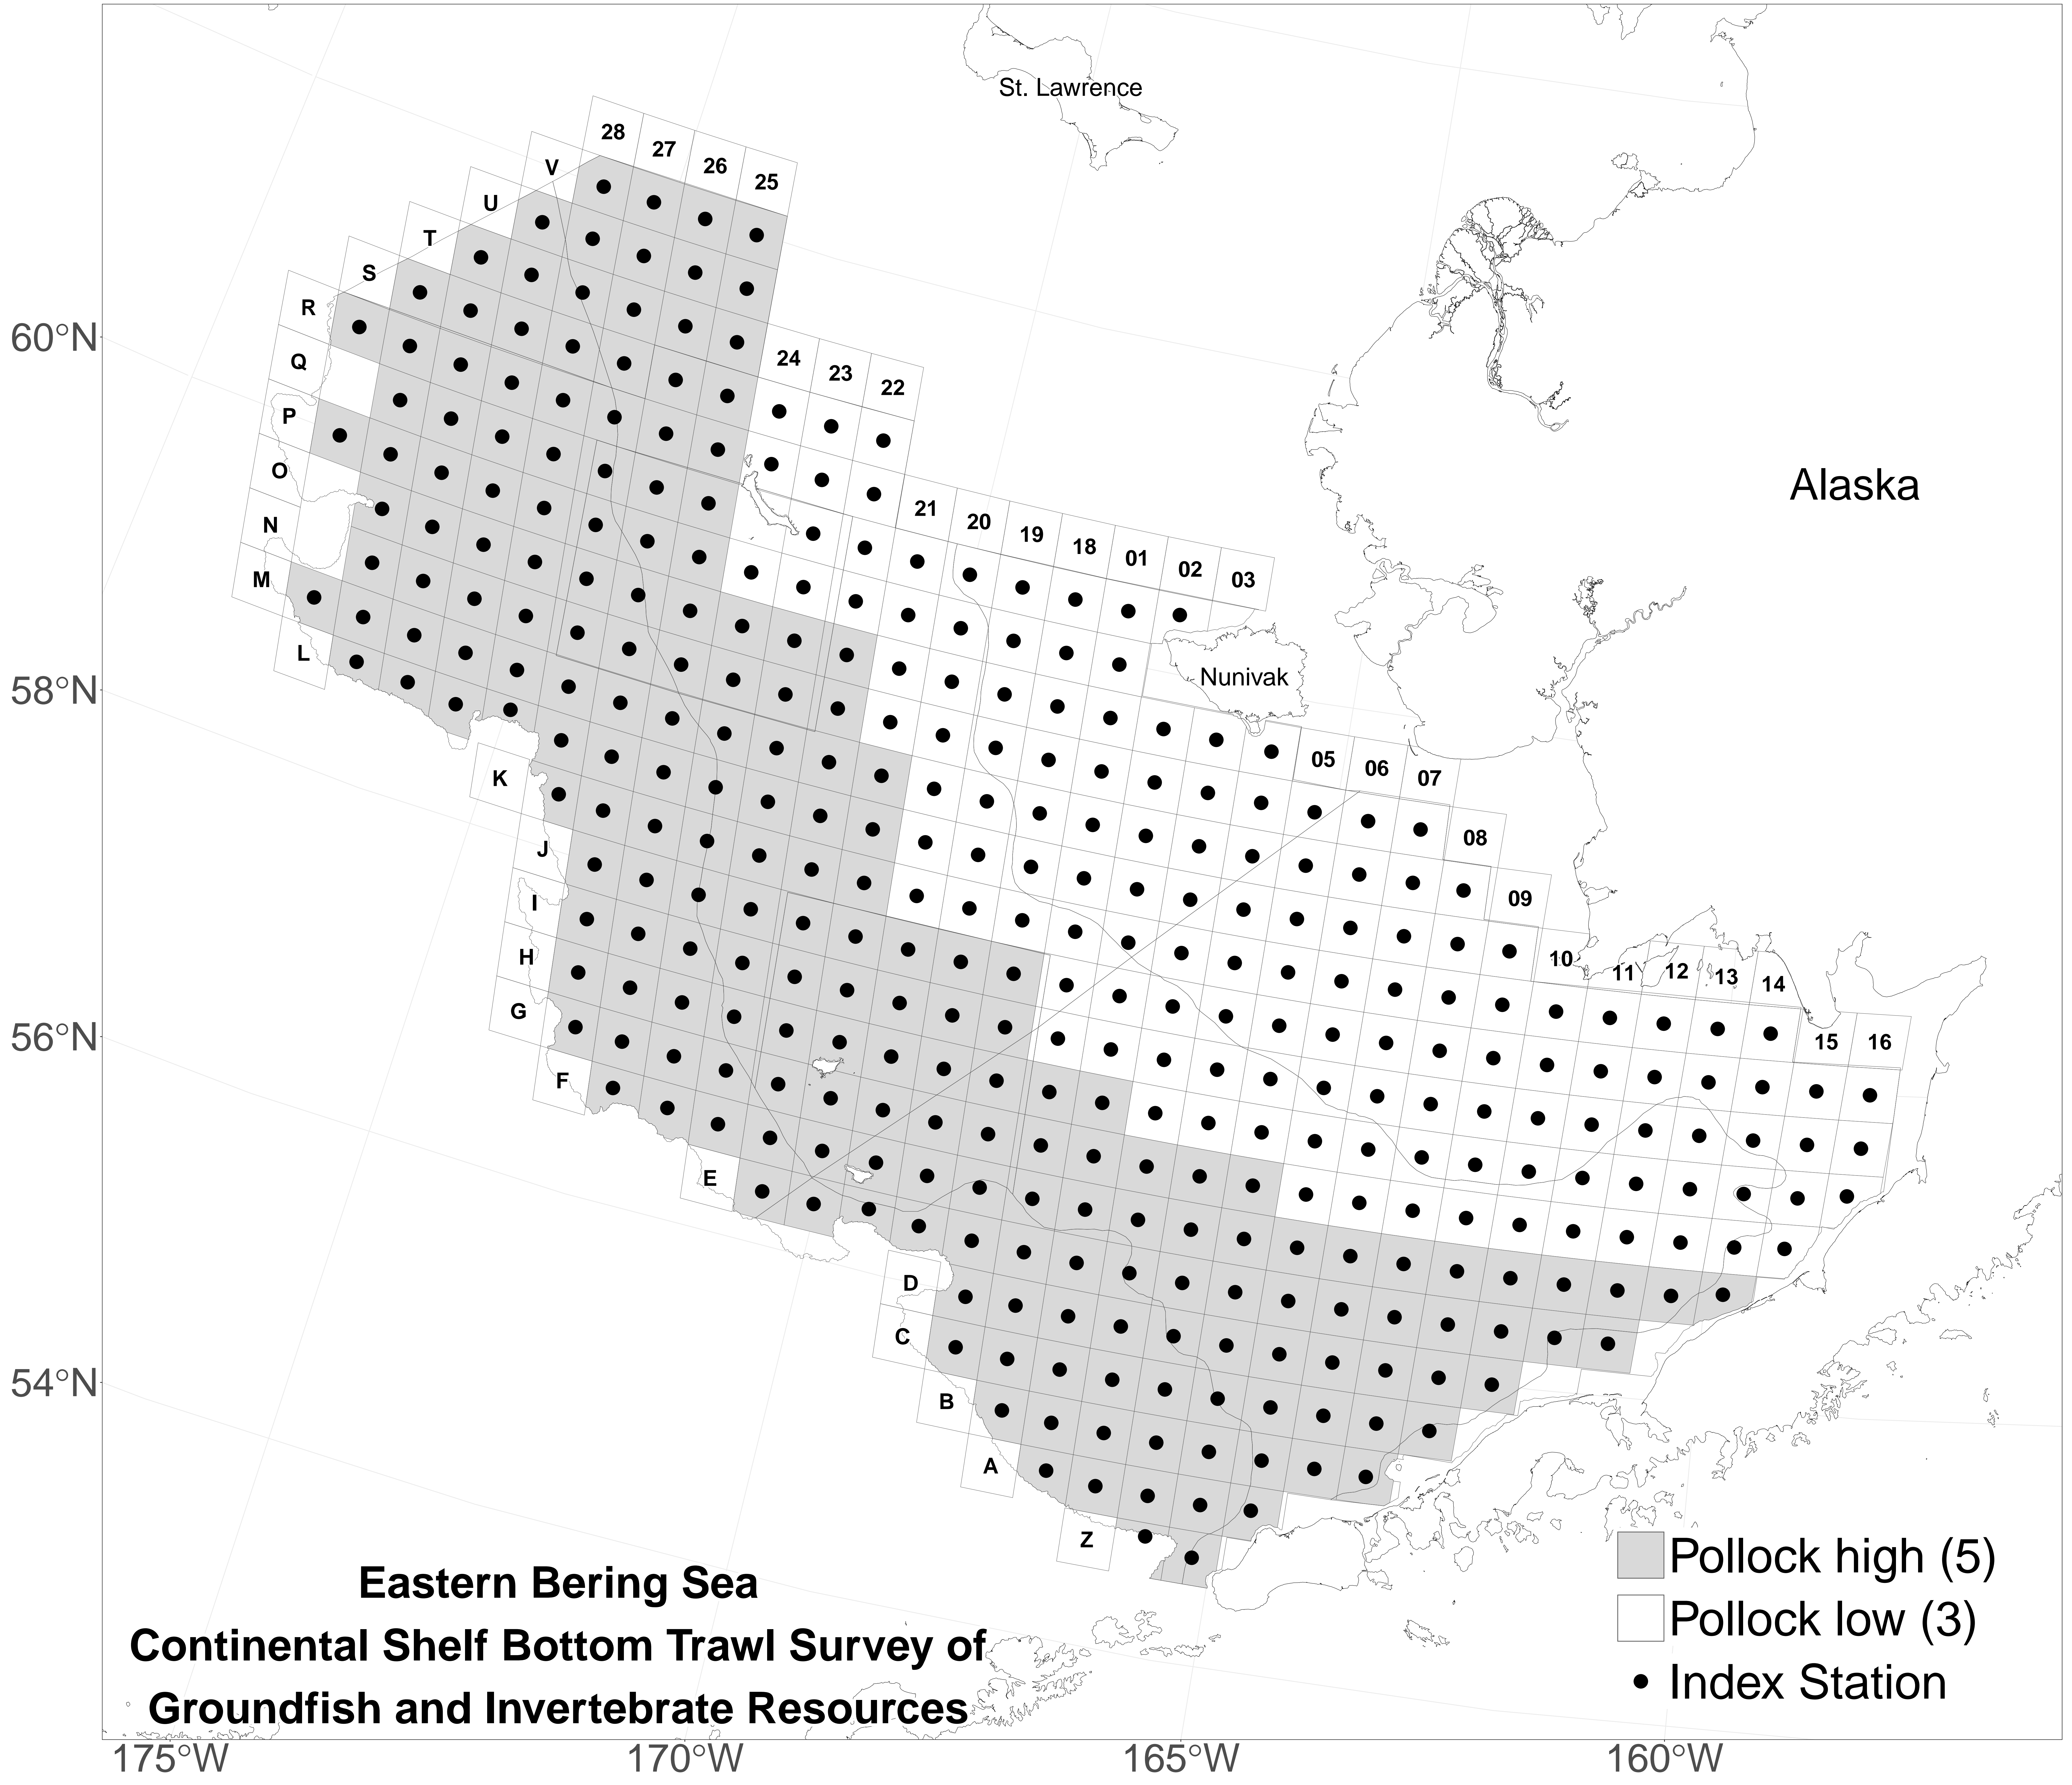 St. Lawrence
28
27
26
25
V
U
T
S
R
60°N
Q
24
23
22
P
O
Alaska
N
21
20
19
18
01
02
03
M
L
Nunivak
58°N
05
06
07
K
08
J
09
I
H
10
11
12
13
14
G
56°N
15
16
F
E
D
C
54°N
B
A
Z
Pollock high (5)
Pollock low (3)
Index Station
Eastern Bering Sea
Continental Shelf Bottom Trawl Survey of
Groundfish and Invertebrate Resources
175°W
170°W
165°W
160°W